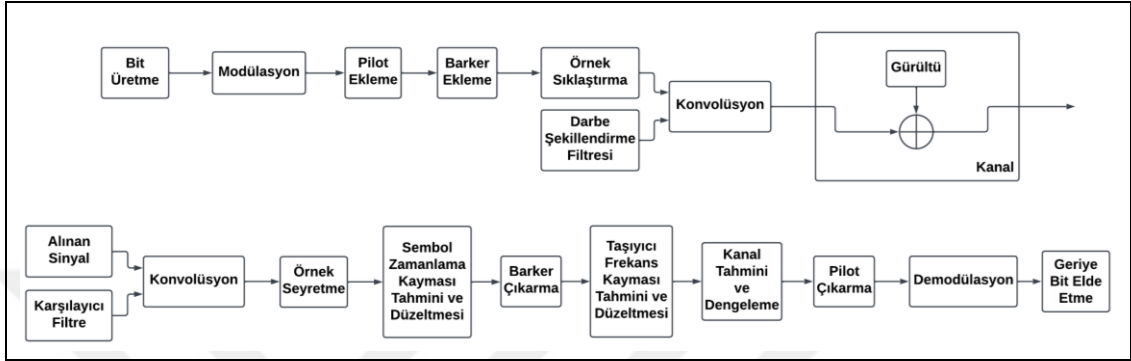 Bit
Üretme
Modülasyon
Pilot
Ekleme
Barker
Ekleme
Örnek
Sıklaştırma
Darbe
Şekillendirme
Filtresi
Konvolüsyon
Gürültü
Kanal
Alınan
Sinyal
Karşılayıcı
Filtre
Konvolüsyon
Örnek
Seyretme
Sembol
Zamanlama
Kayması
Tahmini ve
Düzeltmesi
Barker
Çıkarma
Taşıyıcı
Frekans
Kayması
Tahmini ve
Düzeltmesi
Kanal
Tahmini
ve
Dengeleme
Pilot
Çıkarma
Demodülasyon
Geriye
Bit Elde
Etme